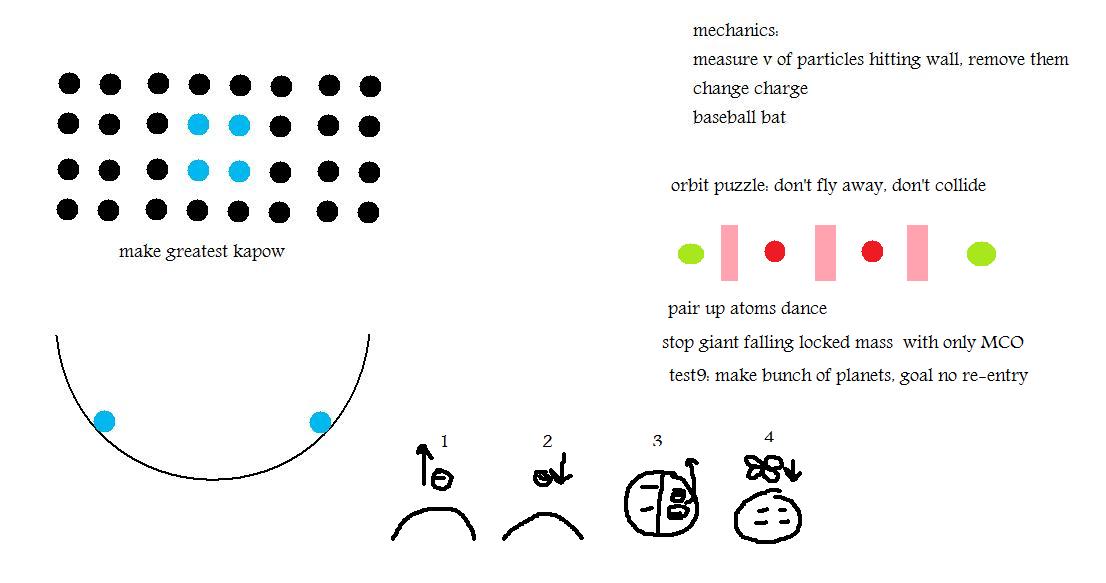 mechanics:
measure v of particles hitting wall, remove them
change charge
baseball bat
orbit puzzle: don't fly away, don't collide
make greatest kapow
pair up atoms dance
stop giant falling locked mass with only MCO
test9: make bunch of planets, goal no re-entry
1 2 3 4